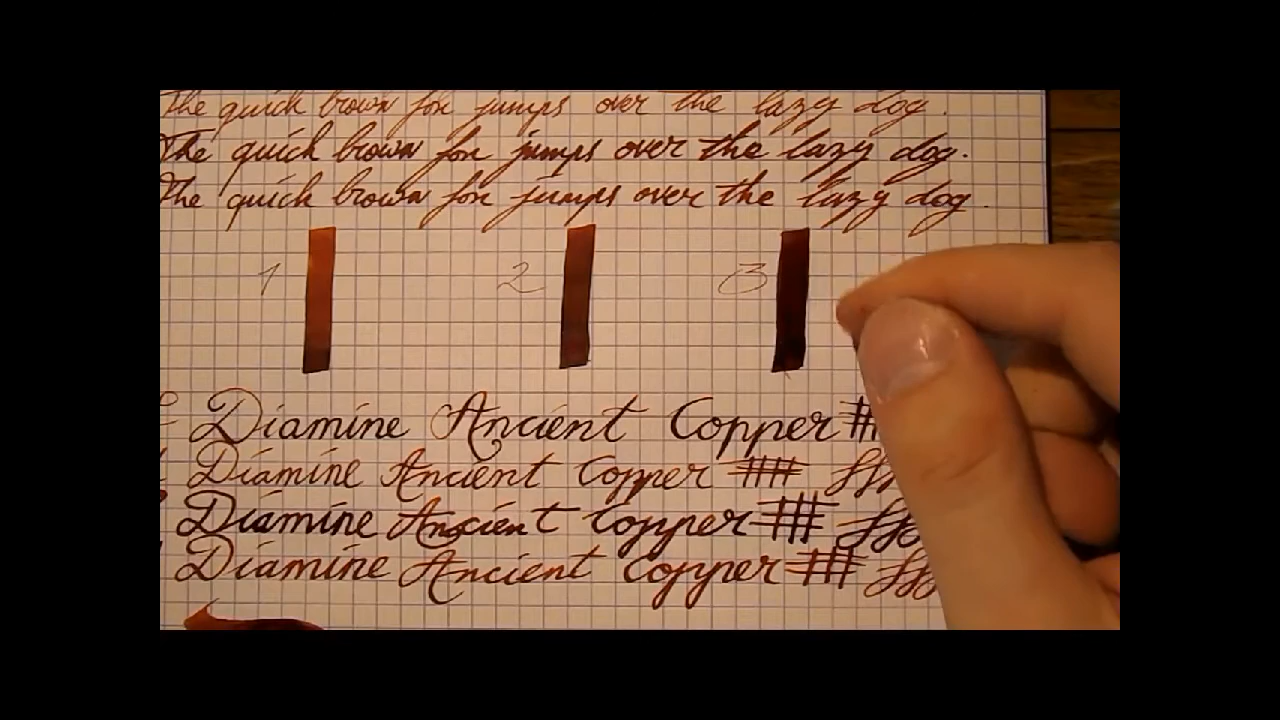 The quick brown fox jumps over the lazy dog.
The quick brown fox jumps over the lazy dog.
The quick brown fox jumps over the lazy dog.
1 2 3
Diamine Ancient Copper #
Diamine Ancient Copper ##
Diamine Ancient Copper ##
Diamine Ancient Copper ##